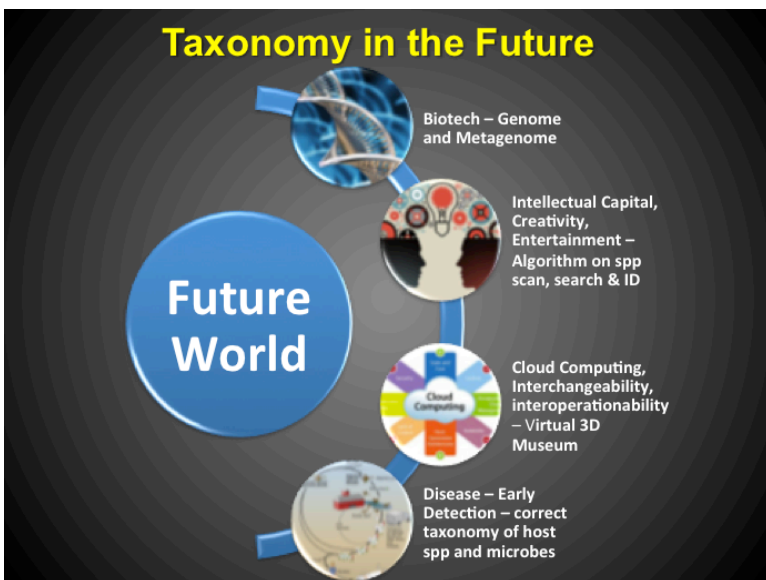 Taxonomy in the Future
Biotech – Genome
and Metagenome
Intellectual Capital,
Creativity,
Entertainment –
Algorithm on spp
scan, search & ID
Future
World
Cloud Computing,
Interchangeability,
interoperationability
– Virtual 3D
Museum
Cloud
Computing
Disease – Early
Detection – correct
taxonomy of host
spp and microbes